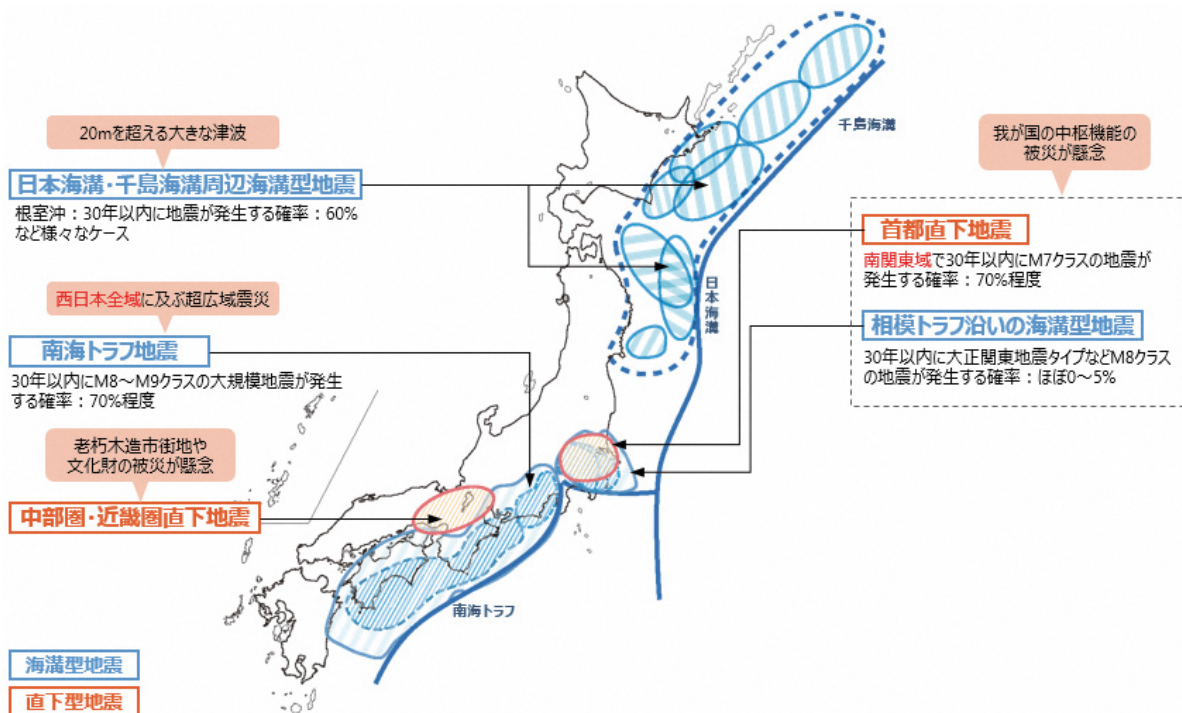 20mを超える大きな津波
日本海溝･千島海溝周辺海溝型地震
根室沖：30年以内に地震が発生する確率：60%
など様々なケース
西日本全域に及ぶ超広域震災
南海トラフ地震
30年以内にM8～M9クラスの大規模地震が発生
する確率：70%程度
老朽木造市街地や
文化財の被災が懸念
中部圏･近畿圏直下地震
海溝型地震
直下型地震
千島海溝
日本海溝
南海トラフ
我が国の中枢機能の
被災が懸念
首都直下地震
南関東域で30年以内にM7クラスの地震が
発生する確率：70%程度
相模トラフ沿いの海溝型地震
30年以内に大正関東地震タイプなどM8クラス
の地震が発生する確率：ほぼ0～5%